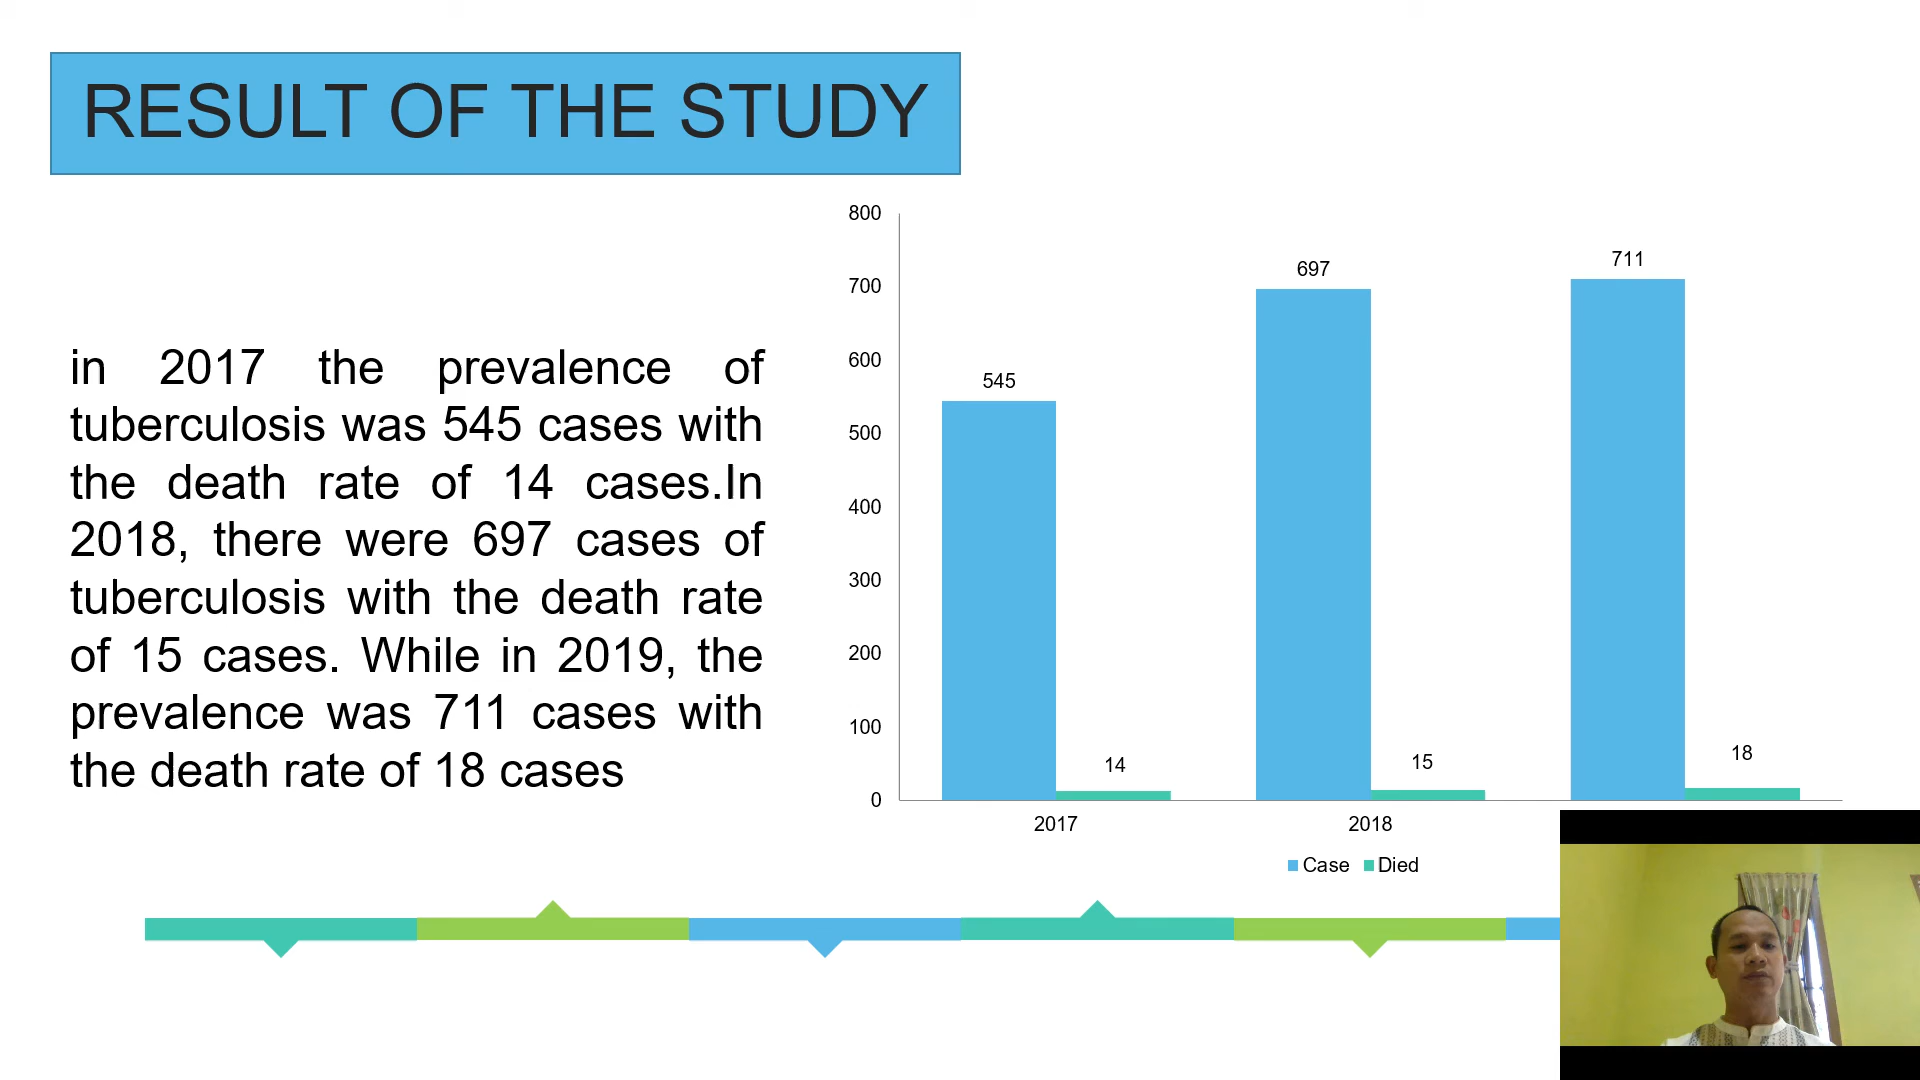 RESULT OF THE STUDY
in 2017 the prevalence of
tuberculosis was 545 cases with
the death rate of 14 cases.In
2018, there were 697 cases of
tuberculosis with the death rate
of 15 cases. While in 2019, the
prevalence was 711 cases with
the death rate of 18 cases
800
700
600
500
400
300
200
100
0
545
14
697
15
711
18
2017
2018
Case
Died